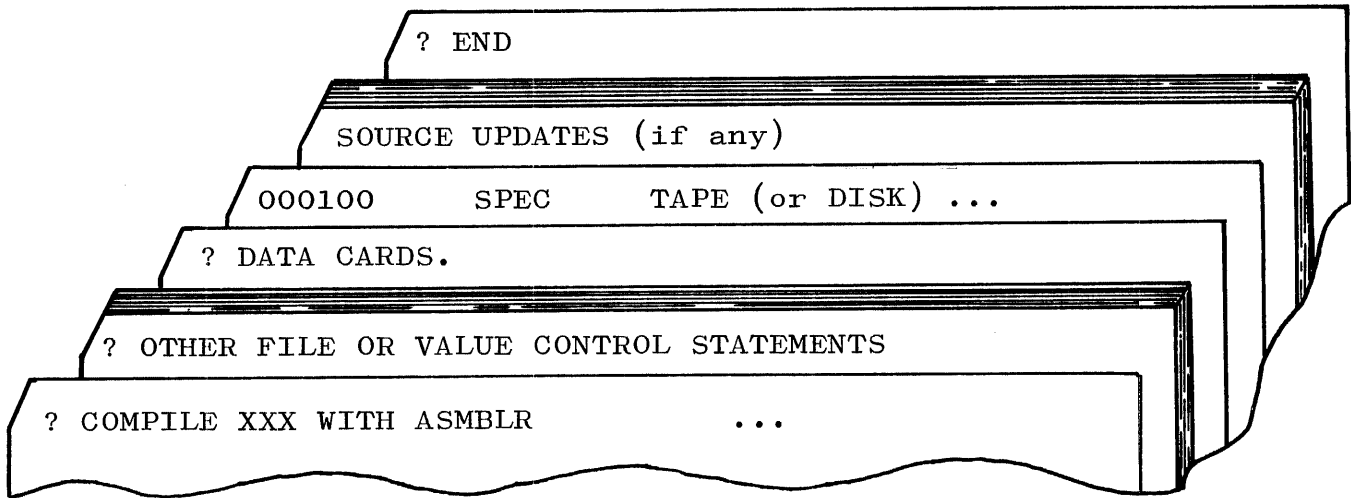 ? END
SOURCE UPDATES (if any)
000100 SPEC TAPE (or DISK) ...
? DATA CARDS.
? OTHER FILE OR VALUE CONTROL STATEMENTS
? COMPILE XXX WITH ASMBLR ...